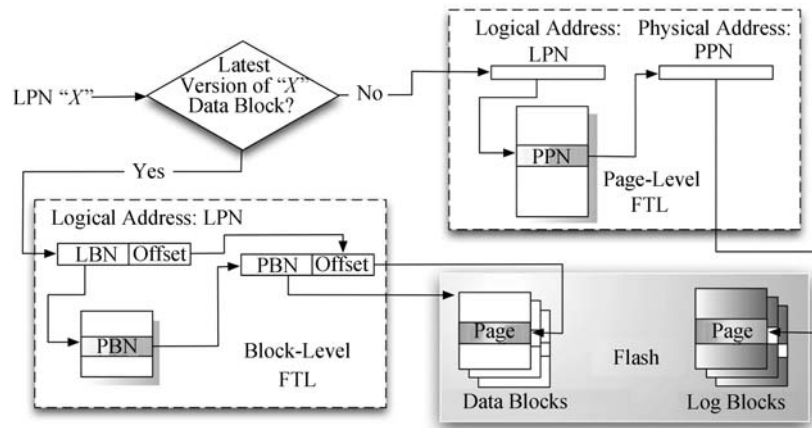 LPN “X”
Latest
Version of “X”
Data Block?
No
Yes
Logical Address:
LPN
Physical Address:
PPN
PPN
Page-Level
FTL
Logical Address: LPN
LBN
Offset
PBN
Offset
PBN
Block-Level
FTL
Page
Data Blocks
Flash
Page
Log Blocks